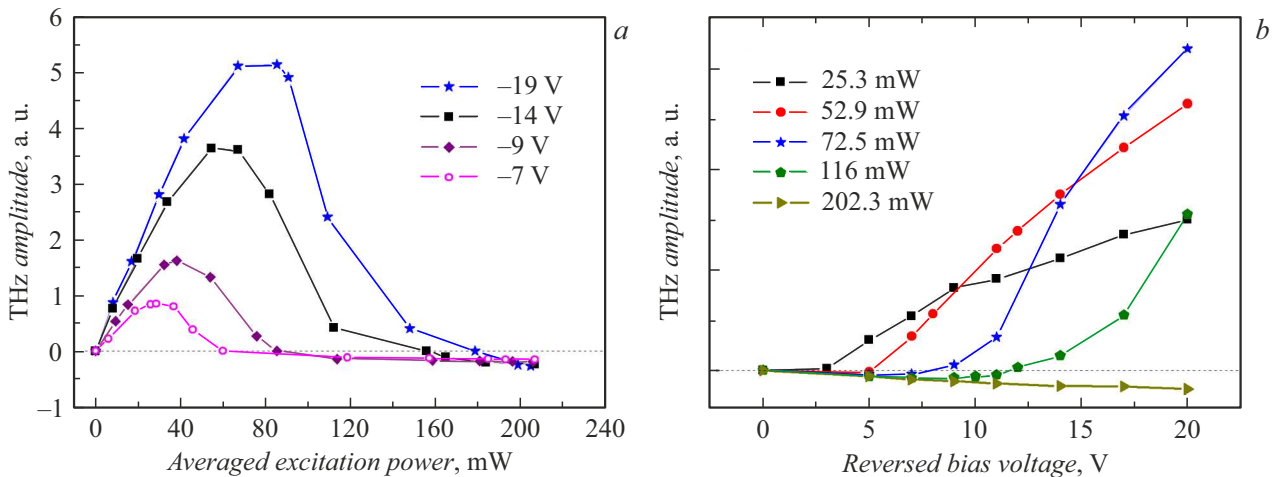 a
6
5
4
3
2
1
0
–1
THz amplitude, a. u.
–19 V
–14 V
–9 V
–7 V
0
40
80
120
160
200
240
Averaged excitation power, mW
b
THz amplitude, a. u.
25.3 mW
52.9 mW
72.5 mW
116 mW
202.3 mW
0
5
10
15
20
Reversed bias voltage, V